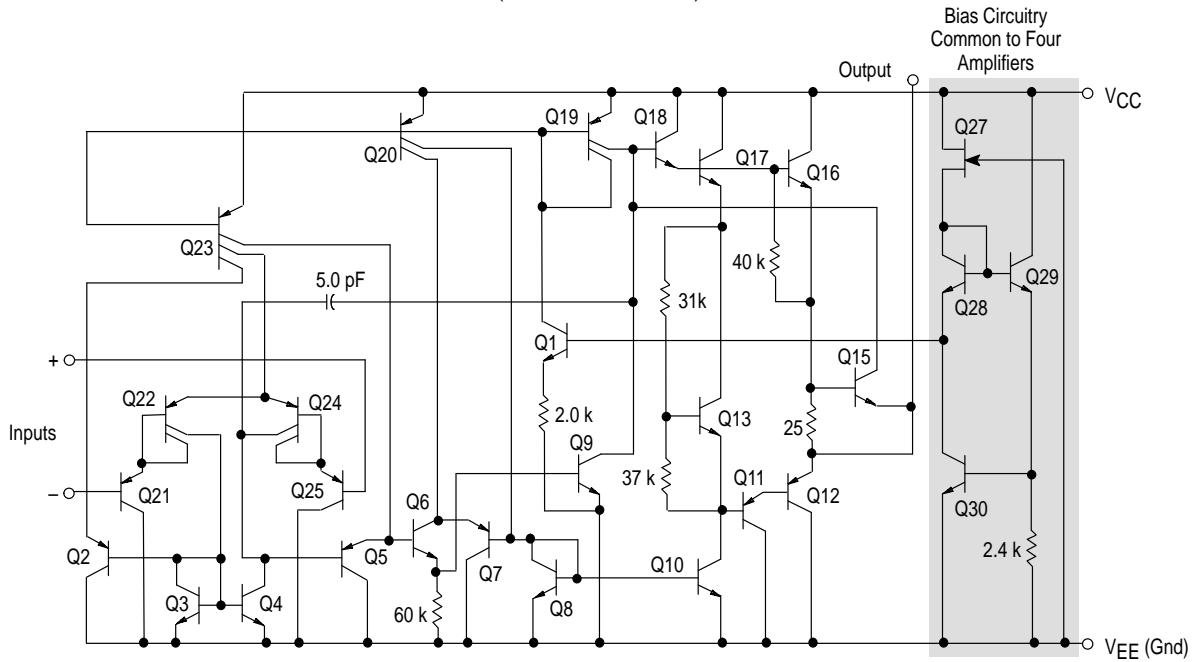 Bias Circuitry
Common to Four
Amplifiers
Output
VCC
Q27
Q19
Q18
Q17
Q16
Q20
Q23
40 k
Q28
Q29
5.0 pF
31k
Q1
+
Q15
Q22
Q24
2.0 k
Q13
25
Inputs
Q9
37 k
Q11
Q12
–
Q21
Q25
Q6
Q30
Q2
Q5
Q7
Q10
2.4 k
Q3
Q4
60 k
Q8
VEE (Gnd)